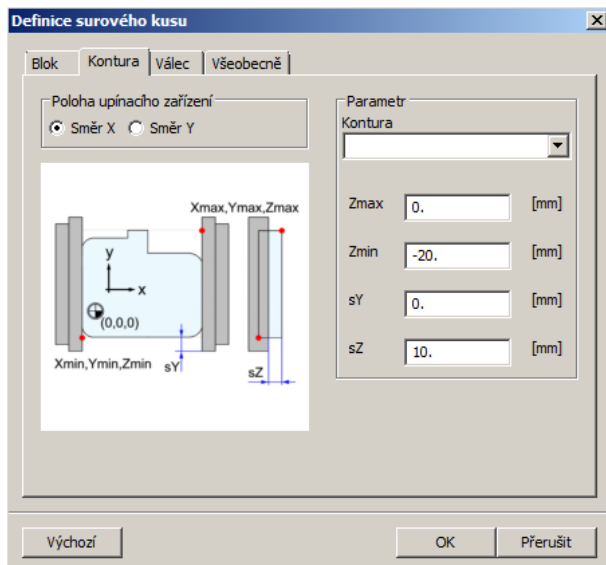 Definice surového kusu
Blok Kontura Válec Všeobecně
Poloha upínacího zařízení
Směr X Směr Y
Parametr
Kontura
Xmax,Ymax,Zmax
y
x
(0,0,0)
Xmin,Ymin,Zmin
sY
sZ
Zmax 0. [mm]
Zmin -20. [mm]
sY 0. [mm]
sZ 10. [mm]
Výchozí OK Přerušit